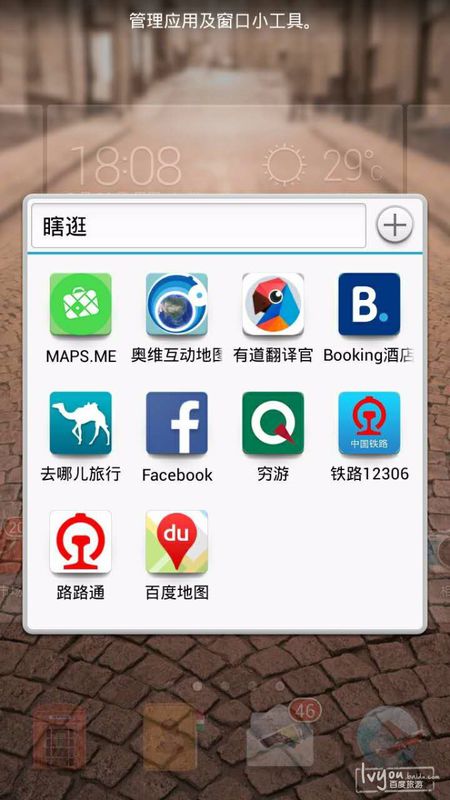 管理应用及窗口小工具。
18:08
29°c
瞎逛
MAPS.ME
奥维互动地图
有道翻译官
B.
Booking酒店
去哪儿旅行
f
Facebook
Q
穷游
中国铁路
铁路12306
路路通
du
百度地图
20
46
lvyou.baidu.com
百度旅游